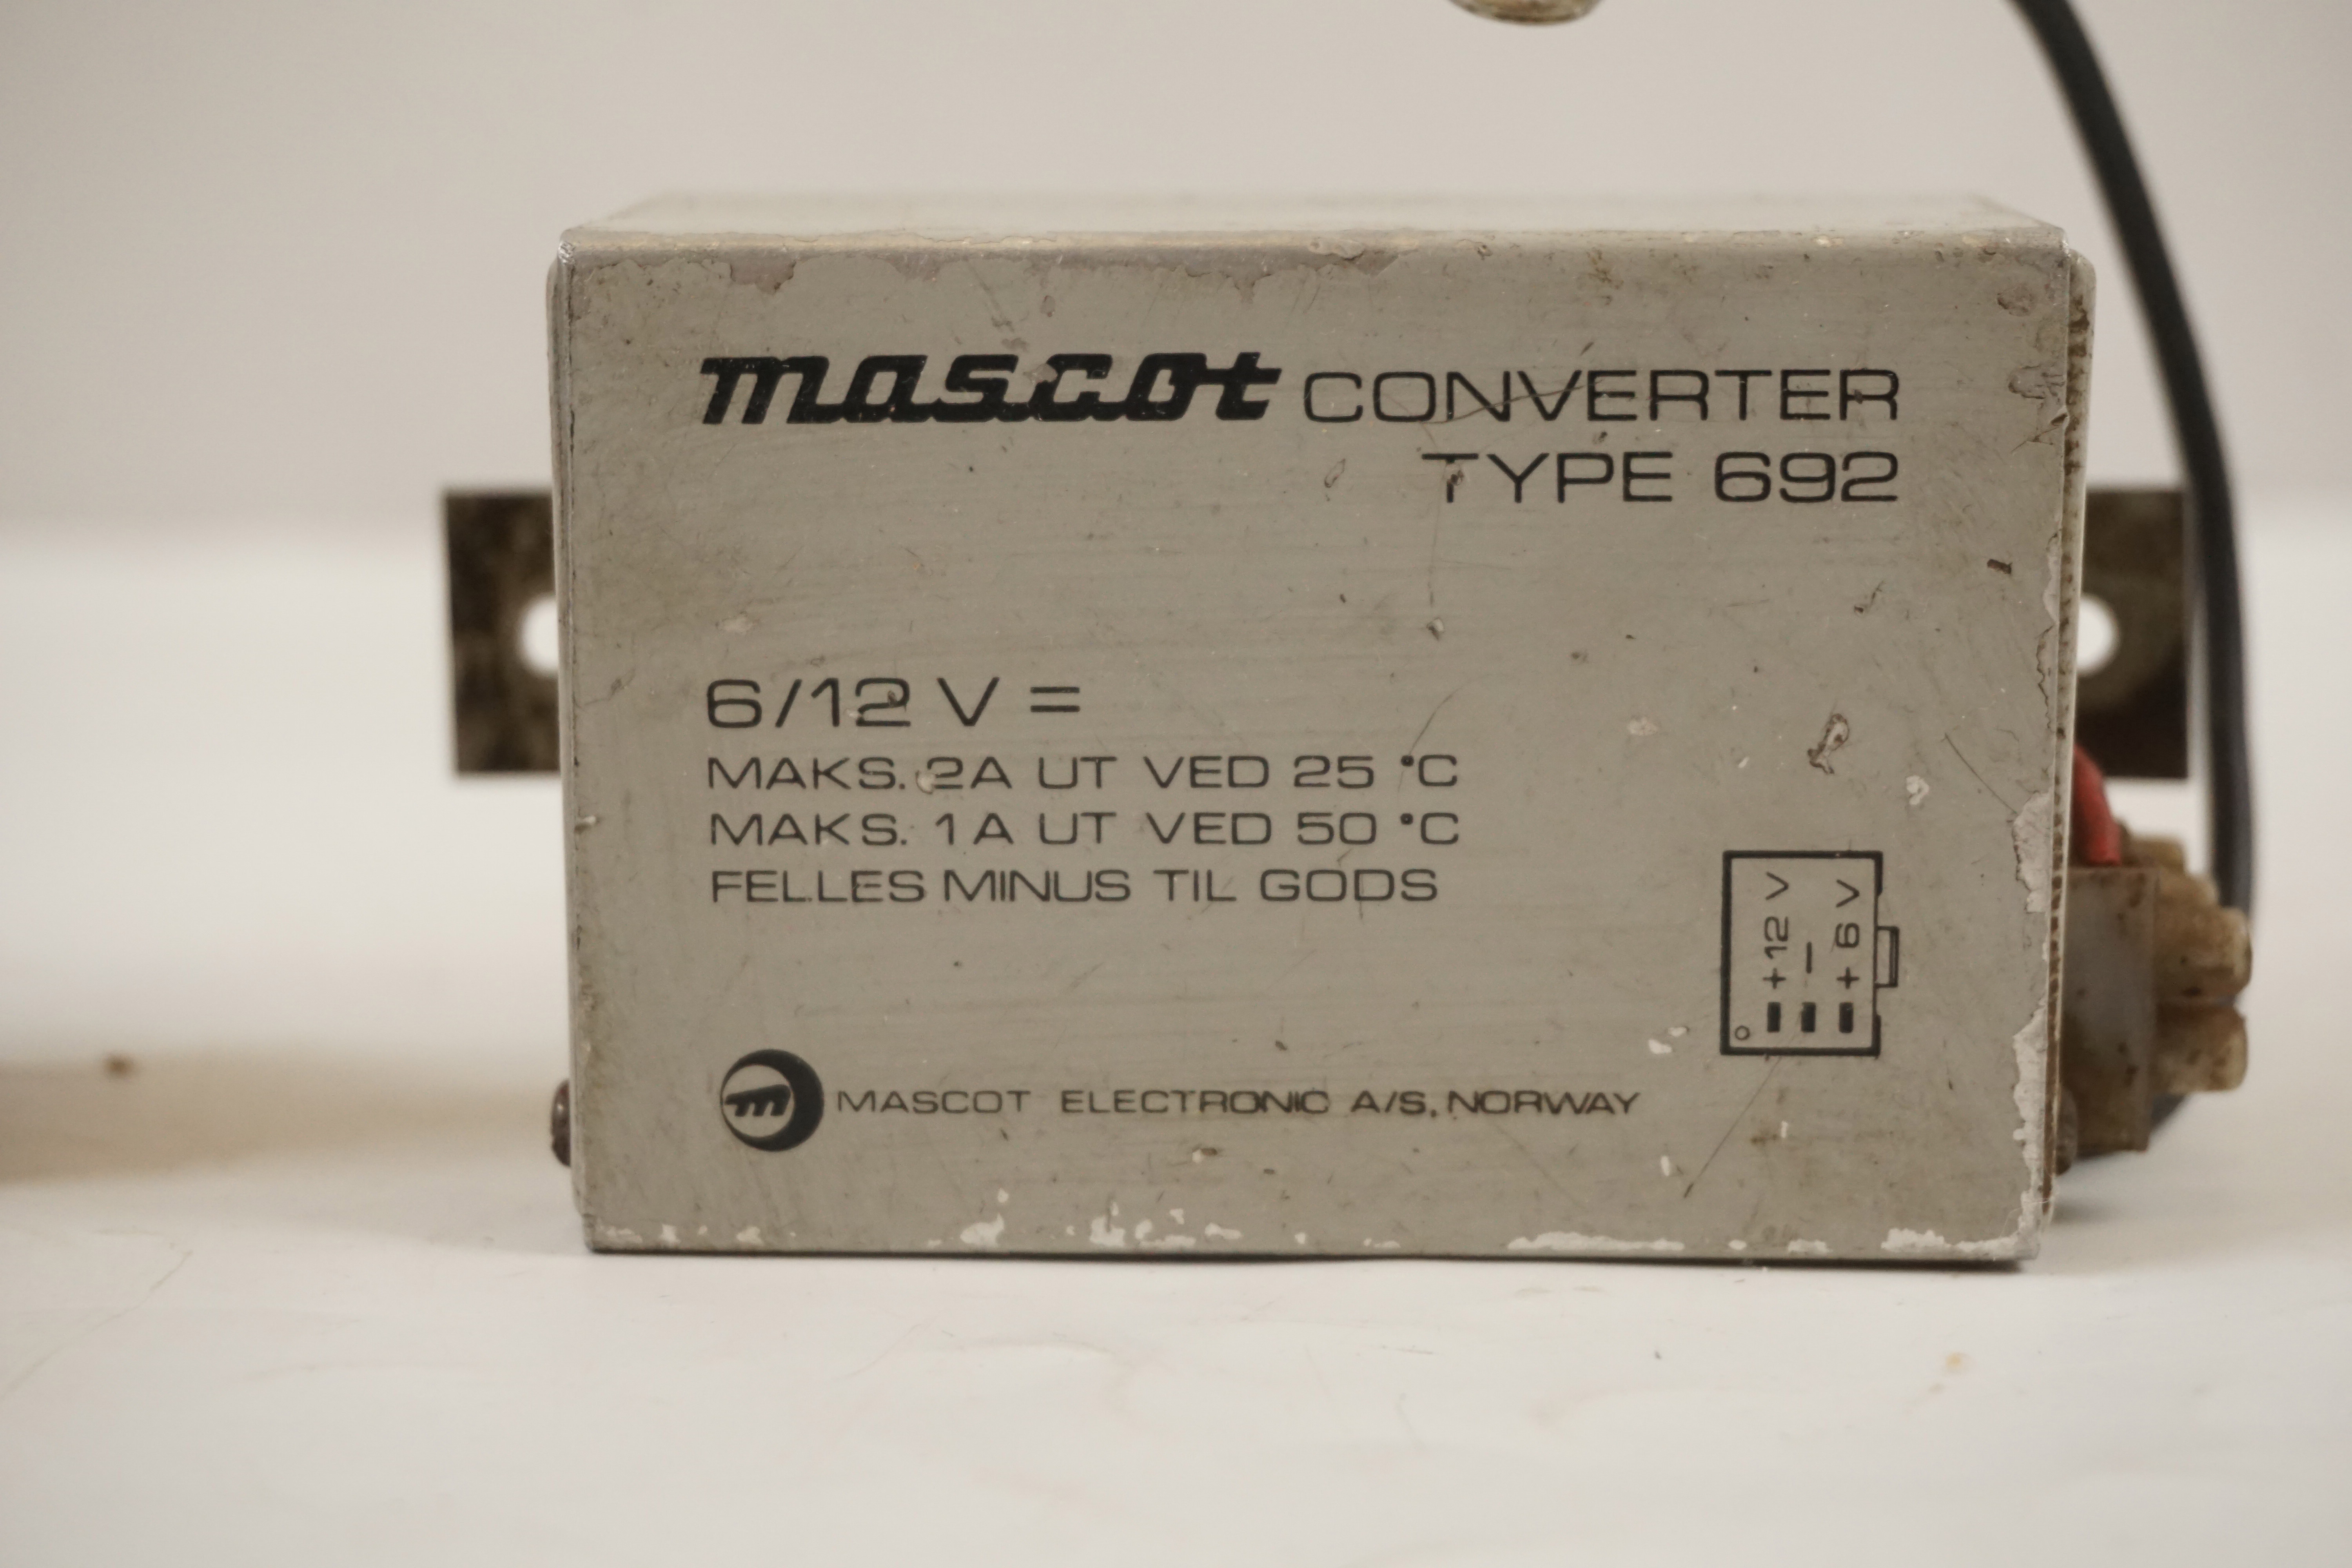 mascot CONVERTER
TYPE 692
6/12 V =
MAKS. 2A UT VED 25 °C
MAKS. 1A UT VED 50 °C
FELLES MINUS TIL GODS
+12 V
−
+ 6 V
m MASCOT ELECTRONIC A/S, NORWAY